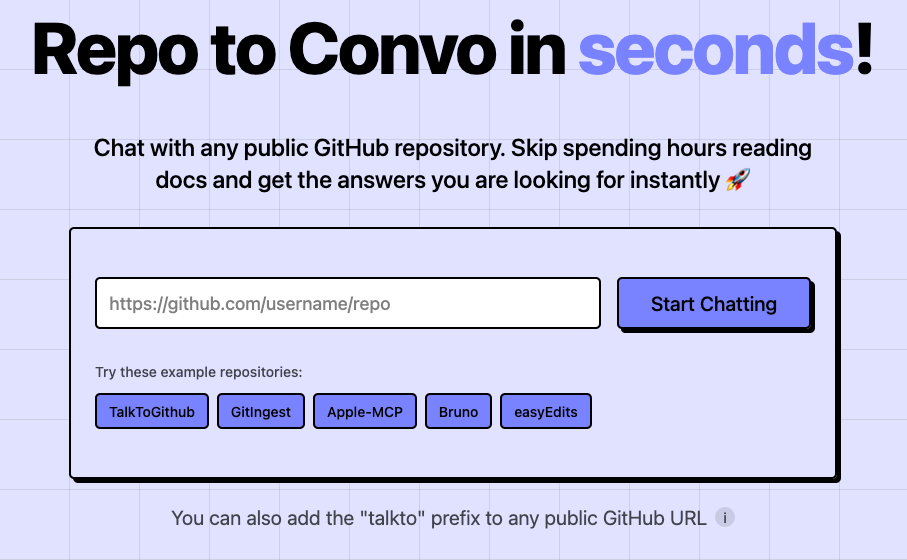 Repo to Convo in seconds!
Chat with any public GitHub repository. Skip spending hours reading
docs and get the answers you are looking for instantly 🚀
https://github.com/username/repo
Start Chatting
Try these example repositories:
TalkToGithub
GitIngest
Apple-MCP
Bruno
easyEdits
You can also add the "talkto" prefix to any public GitHub URL i